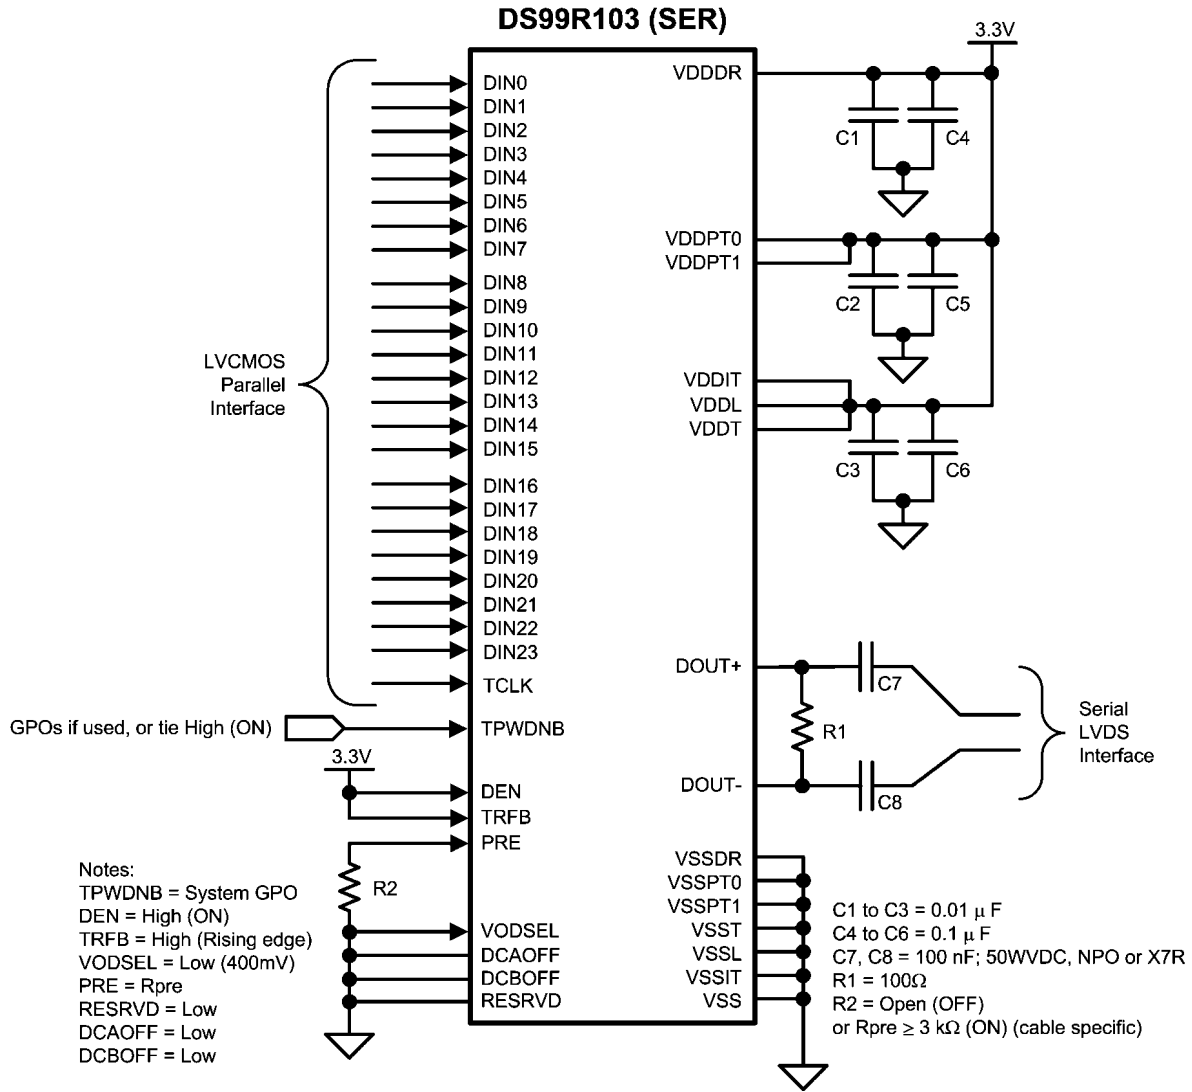 DS99R103 (SER)
3.3V
DIN0
DIN1
DIN2
DIN3
DIN4
DIN5
DIN6
DIN7
DIN8
DIN9
DIN10
DIN11
DIN12
DIN13
DIN14
DIN15
DIN16
DIN17
DIN18
DIN19
DIN20
DIN21
DIN22
DIN23
TCLK
TPWDNB
DEN
TRFB
PRE
VODSEL
DCAOFF
DCBOFF
RESRVD
LVCMOS
Parallel
Interface
GPOs if used, or tie High (ON)
3.3V
R2
Notes:
TPWDNB = System GPO
DEN = High (ON)
TRFB = High (Rising edge)
VODSEL = Low (400mV)
PRE = Rpre
RESRVD = Low
DCAOFF = Low
DCBOFF = Low
VDDDR
C1
C4
VDDPT0
VDDPT1
C2
C5
VDDIT
VDDL
VDDT
C3
C6
DOUT+
C7
R1
DOUT-
C8
Serial
LVDS
Interface
VSSDR
VSSPT0
VSSPT1
VSST
VSSL
VSSIT
VSS
C1 to C3 = 0.01 μ F
C4 to C6 = 0.1 μ F
C7, C8 = 100 nF; 50WVDC, NPO or X7R
R1 = 100Ω
R2 = Open (OFF)
or Rpre ≥ 3 kΩ (ON) (cable specific)